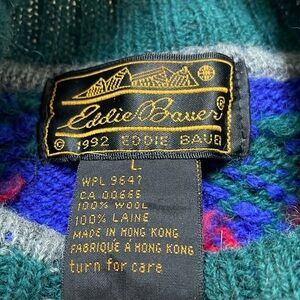 Eddie Bauer®
© 1992 EDDIE BAUE
L
WPL 9647
CA 00665
100% WOOL
100% LAINE
MADE IN HONG KONG
FABRIQUÉ À HONG KONG
turn for care